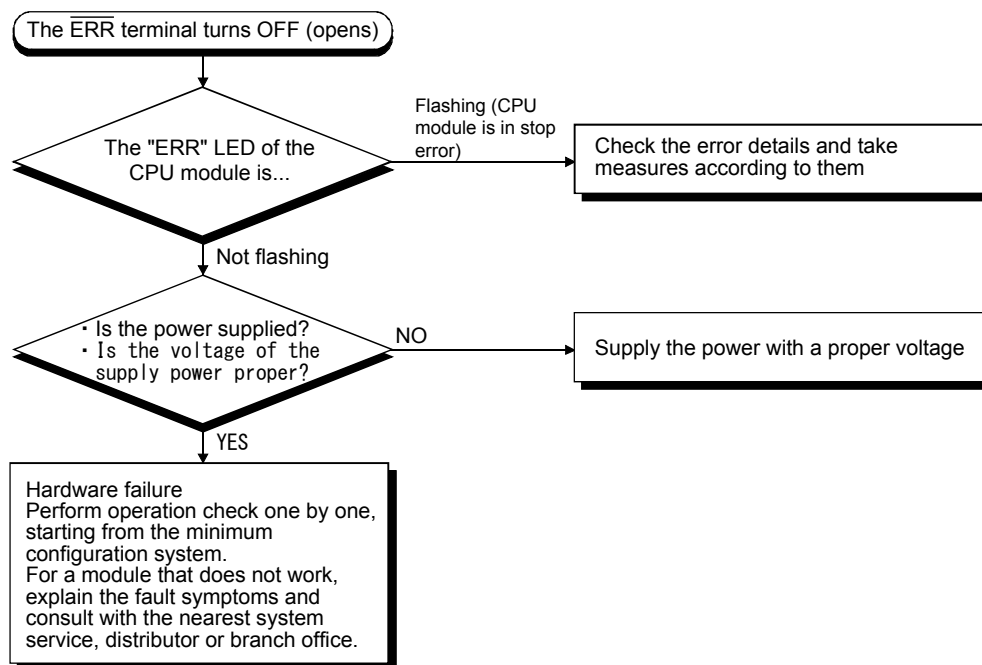 The ERR terminal turns OFF (opens)
The "ERR" LED of the
CPU module is...
Flashing (CPU
module is in stop
error)
Check the error details and take
measures according to them
Not flashing
・Is the power supplied?
・Is the voltage of the
supply power proper?
NO
Supply the power with a proper voltage
YES
Hardware failure
Perform operation check one by one,
starting from the minimum
configuration system.
For a module that does not work,
explain the fault symptoms and
consult with the nearest system
service, distributor or branch office.